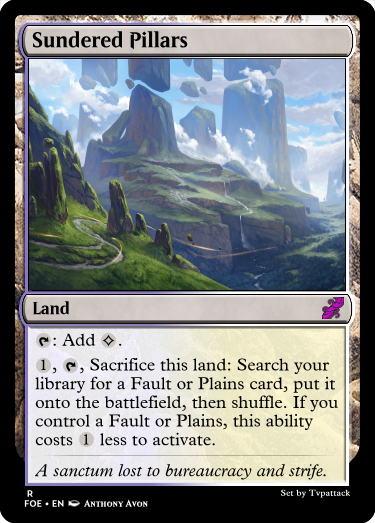 Sundered Pillars
Land
: Add .
1, , Sacrifice this land: Search your
library for a Fault or Plains card, put it
onto the battlefield, then shuffle. If you
control a Fault or Plains, this ability
costs 1 less to activate.
A sanctum lost to bureaucracy and strife.
R
FOE • EN Anthony Avon
Set by Tvpattack